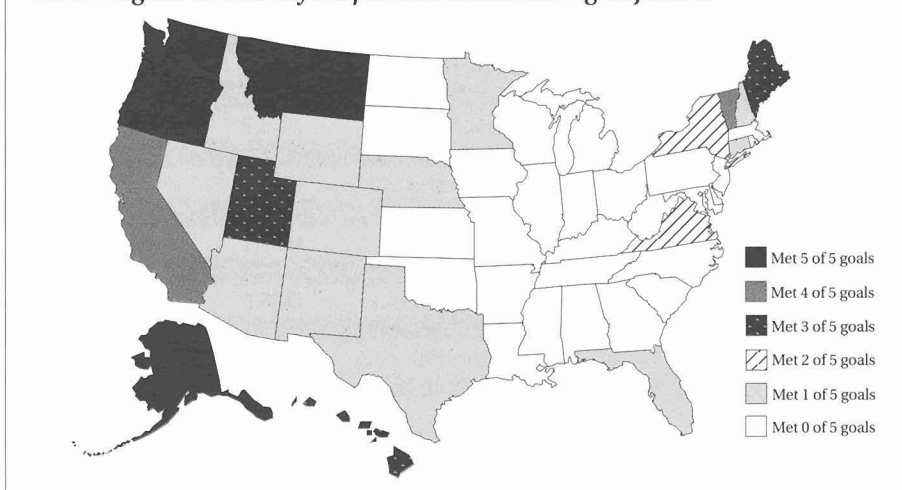 Met 5 of 5 goals
Met 4 of 5 goals
Met 3 of 5 goals
Met 2 of 5 goals
Met 1 of 5 goals
Met 0 of 5 goals